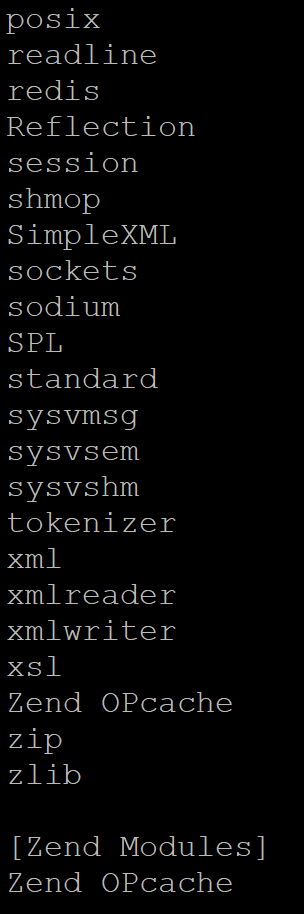 posix
readline
redis
Reflection
session
shmop
SimpleXML
sockets
sodium
SPL
standard
sysvmsg
sysvsem
sysvshm
tokenizer
xml
xmlreader
xmlwriter
xsl
Zend OPcache
zip
zlib

[Zend Modules]
Zend OPcache